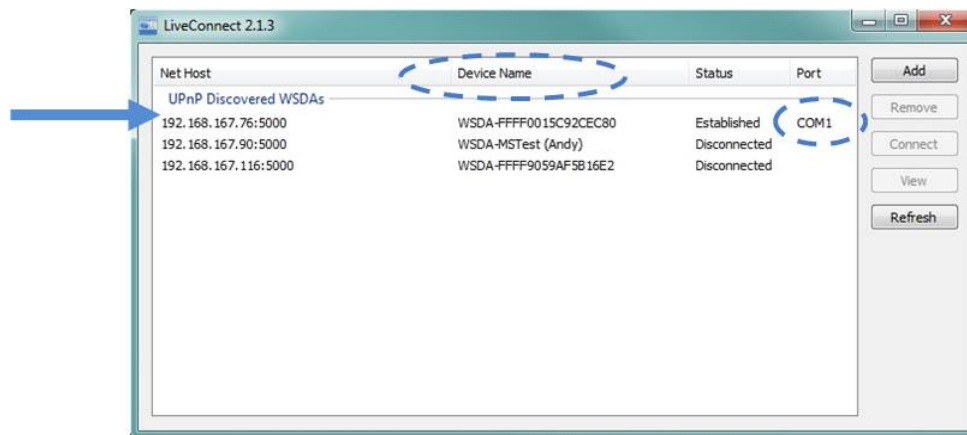 LiveConnect 2.1.3
Net Host Device Name Status Port
UPnP Discovered WSDAs
192.168.167.76:5000 WSDA-FFFF0015C92CEC80 Established COM1
192.168.167.90:5000 WSDA-MSTest (Andy) Disconnected
192.168.167.116:5000 WSDA-FFFF9059AF5B16E2 Disconnected
Add
Remove
Connect
View
Refresh